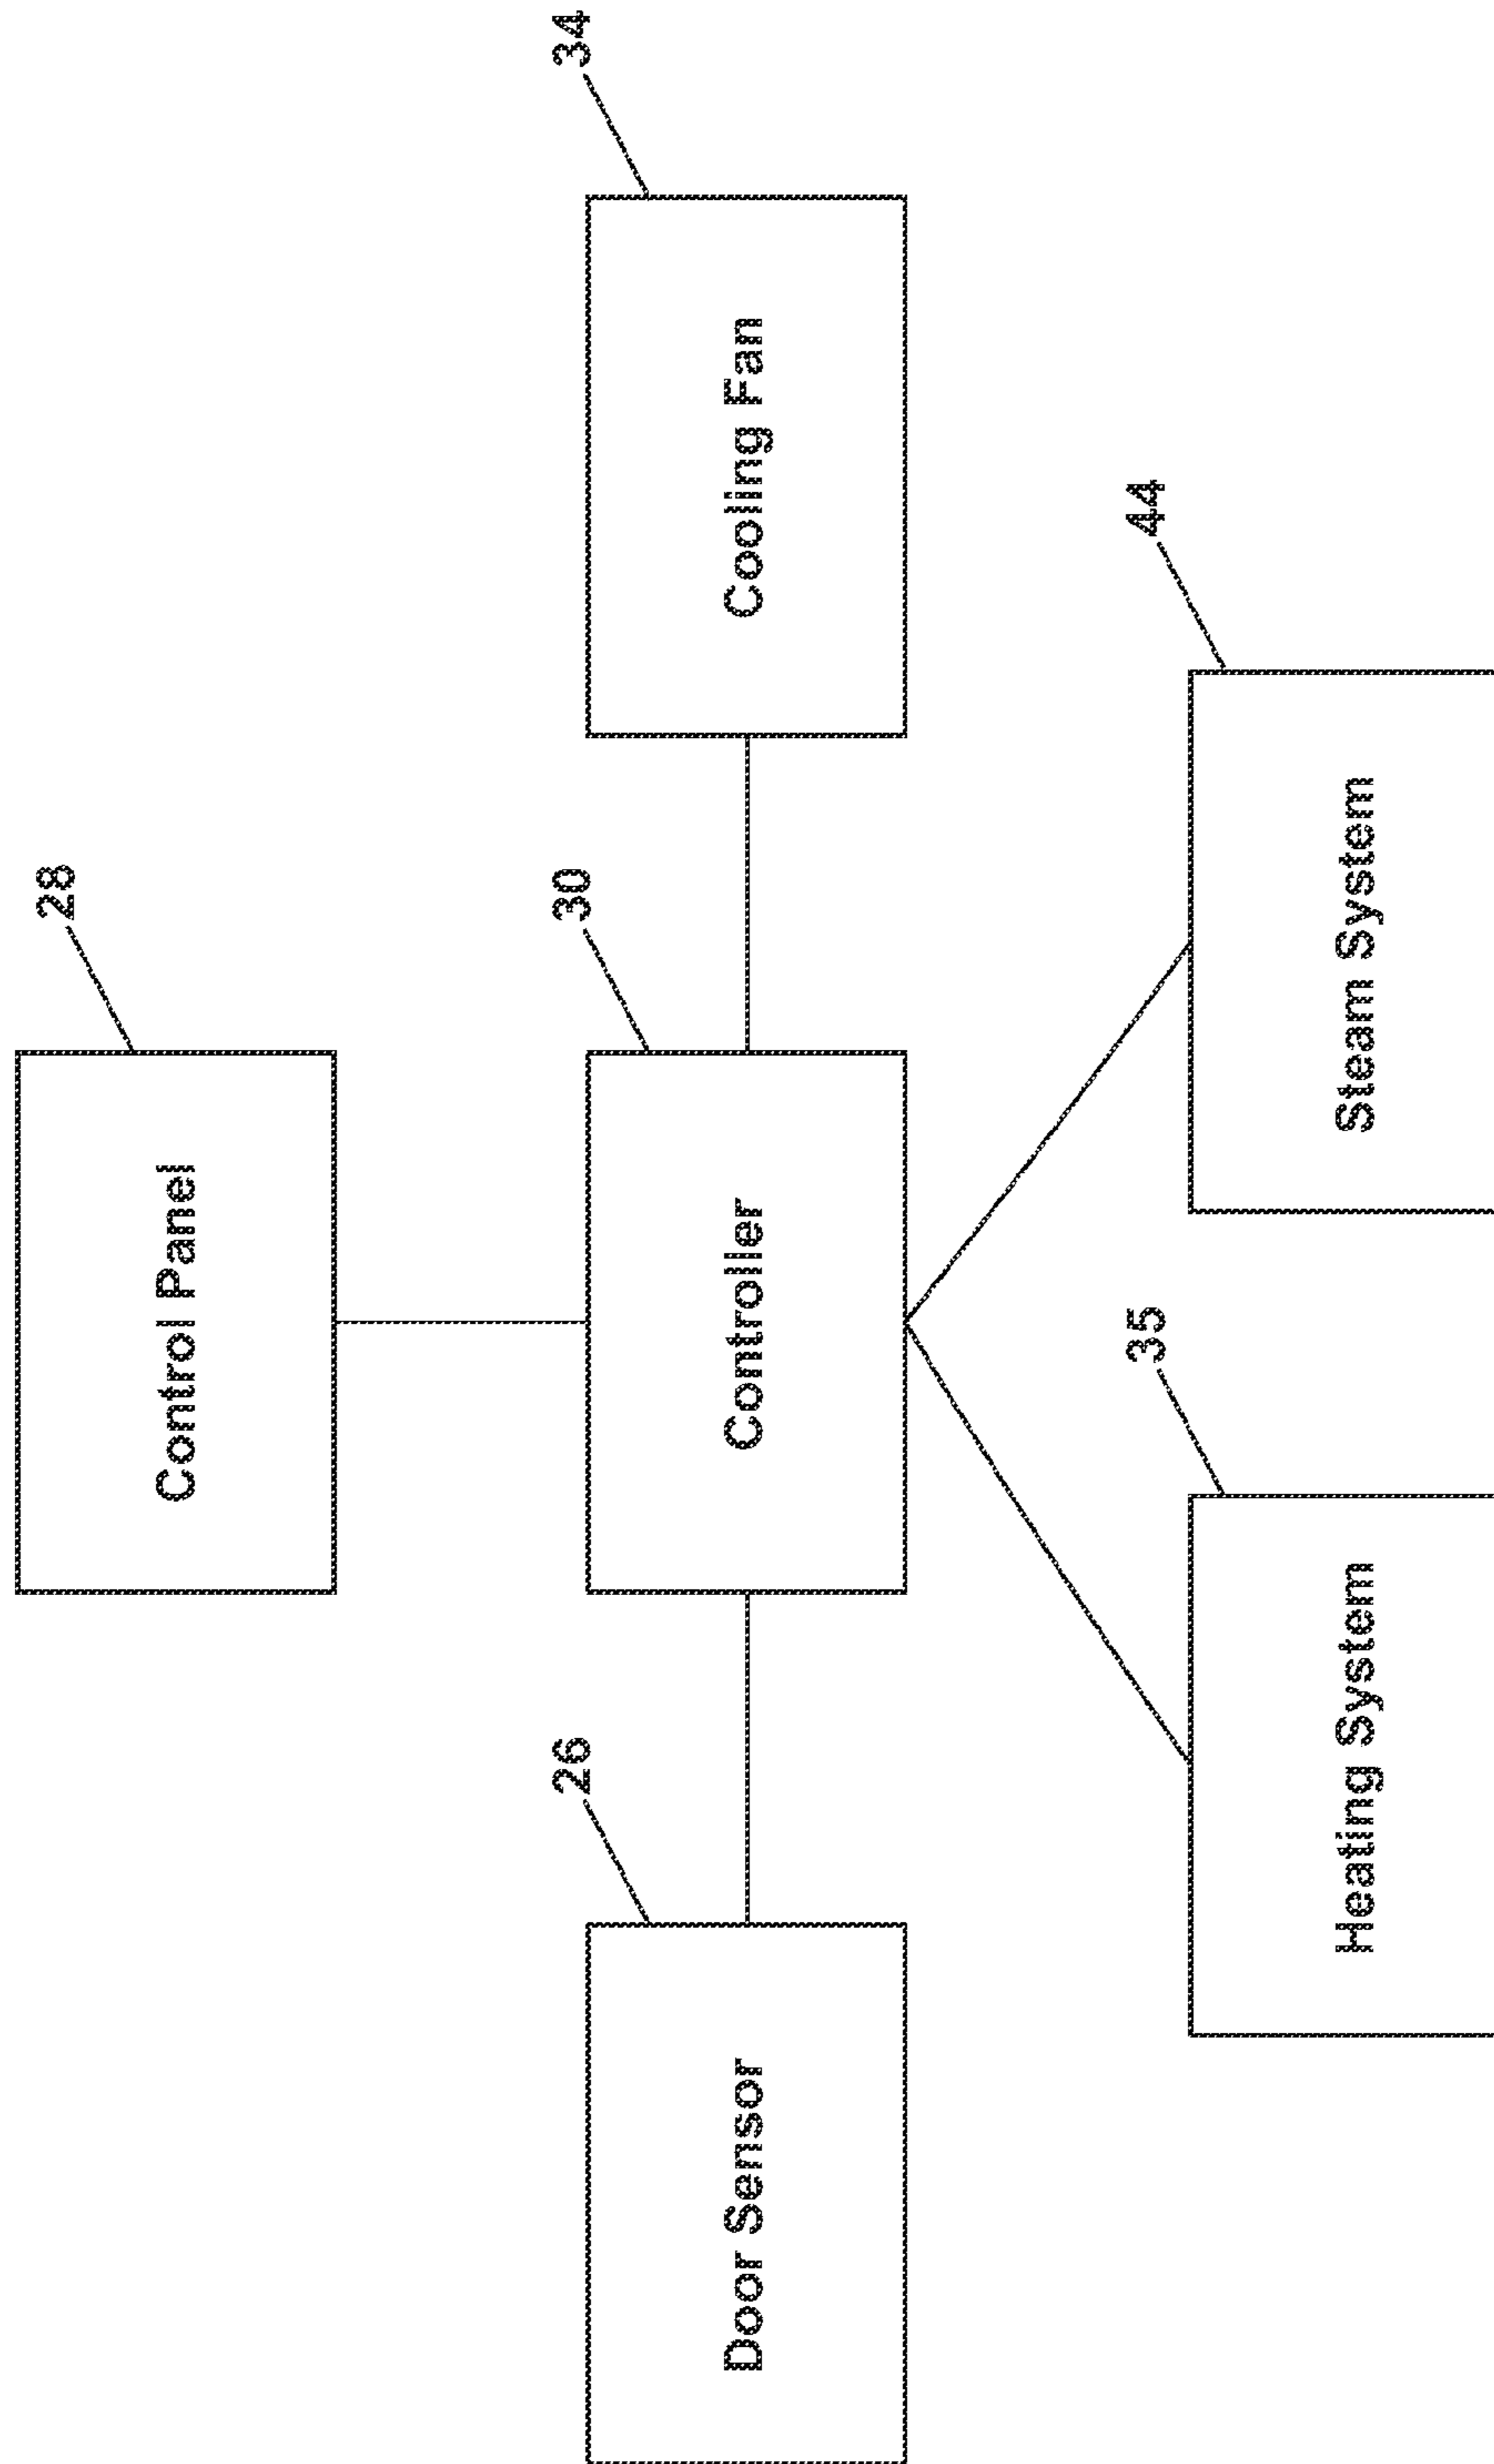 28
Control Panel
26
30
34
Door Sensor
Controller
Cooling Fan
35
44
Heating System
Steam System